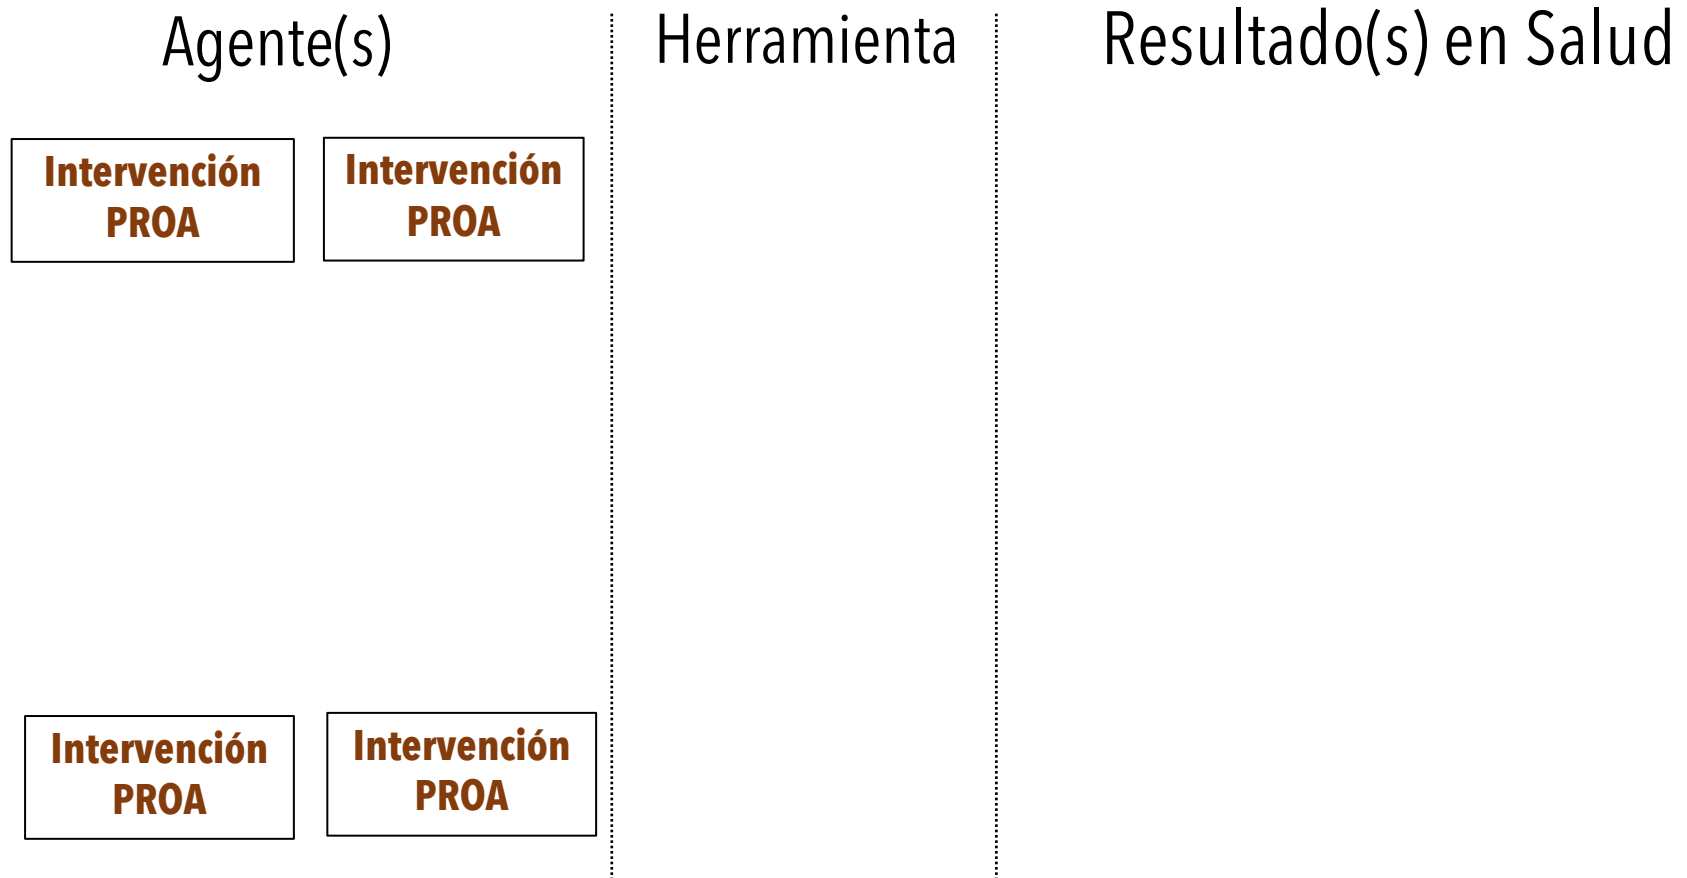 Agente(s)
Herramienta
Resultado(s) en Salud
Intervención
PROA
Intervención
PROA
Intervención
PROA
Intervención
PROA